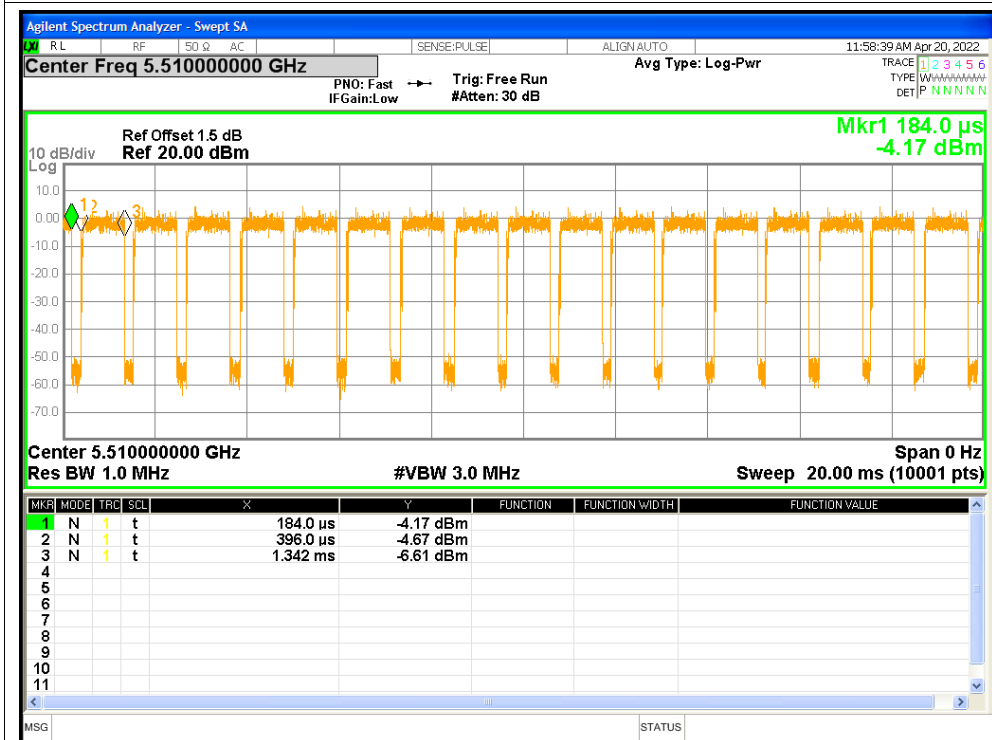 Agilent Spectrum Analyzer - Swept SA
LXI RL RF 50 Ω AC SENSE:PULSE ALIGN AUTO 11:58:39 AM Apr 20, 2022
Center Freq 5.510000000 GHz Avg Type: Log-Pwr TRACE 1 2 3 4 5 6
PNO: Fast Trig: Free Run TYPE W
IFGain:Low #Atten: 30 dB DET P N N N N N
Mkr1 184.0 µs
Ref Offset 1.5 dB
10 dB/div Ref 20.00 dBm -4.17 dBm
Log
10.0
1 2 3
0.00
-10.0
-20.0
-30.0
-40.0
-50.0
-60.0
-70.0
Center 5.510000000 GHz Span 0 Hz
Res BW 1.0 MHz #VBW 3.0 MHz Sweep 20.00 ms (10001 pts)
MKR MODE TRC SCL X Y FUNCTION FUNCTION WIDTH FUNCTION VALUE
1 N 1 t 184.0 µs -4.17 dBm
2 N 1 t 396.0 µs -4.67 dBm
3 N 1 t 1.342 ms -6.61 dBm
4
5
6
7
8
9
10
11
MSG STATUS